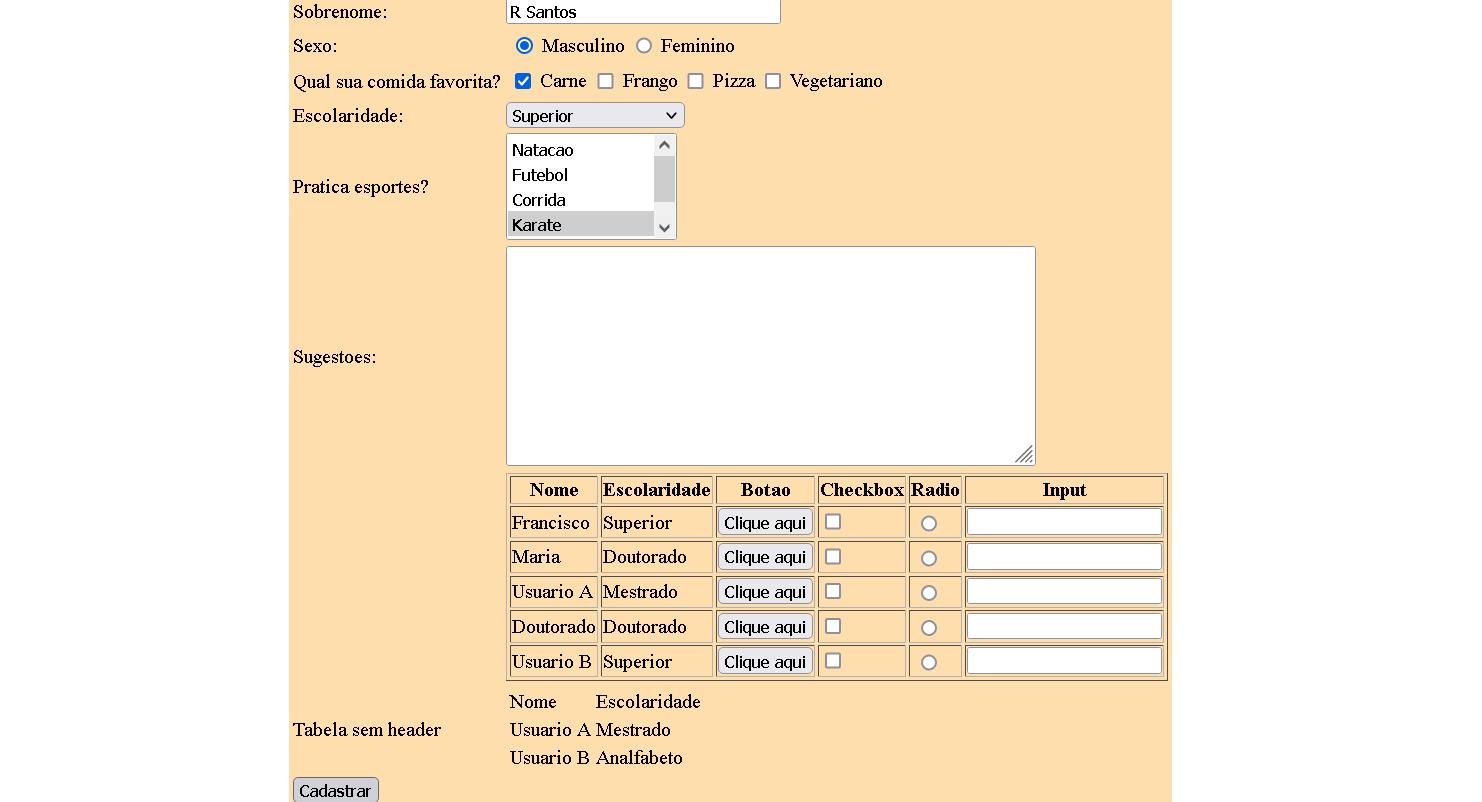 Sobrenome: R Santos
Sexo: Masculino Feminino
Qual sua comida favorita? Carne Frango Pizza Vegetariano
Escolaridade: Superior
Natacao
Futebol
Pratica esportes?
Corrida
Karate
Sugestoes:
Nome Escolaridade Botao Checkbox Radio Input
Francisco Superior Clique aqui
Maria Doutorado Clique aqui
Usuario A Mestrado Clique aqui
Doutorado Doutorado Clique aqui
Usuario B Superior Clique aqui
Nome Escolaridade
Tabela sem header Usuario A Mestrado
Usuario B Analfabeto
Cadastrar